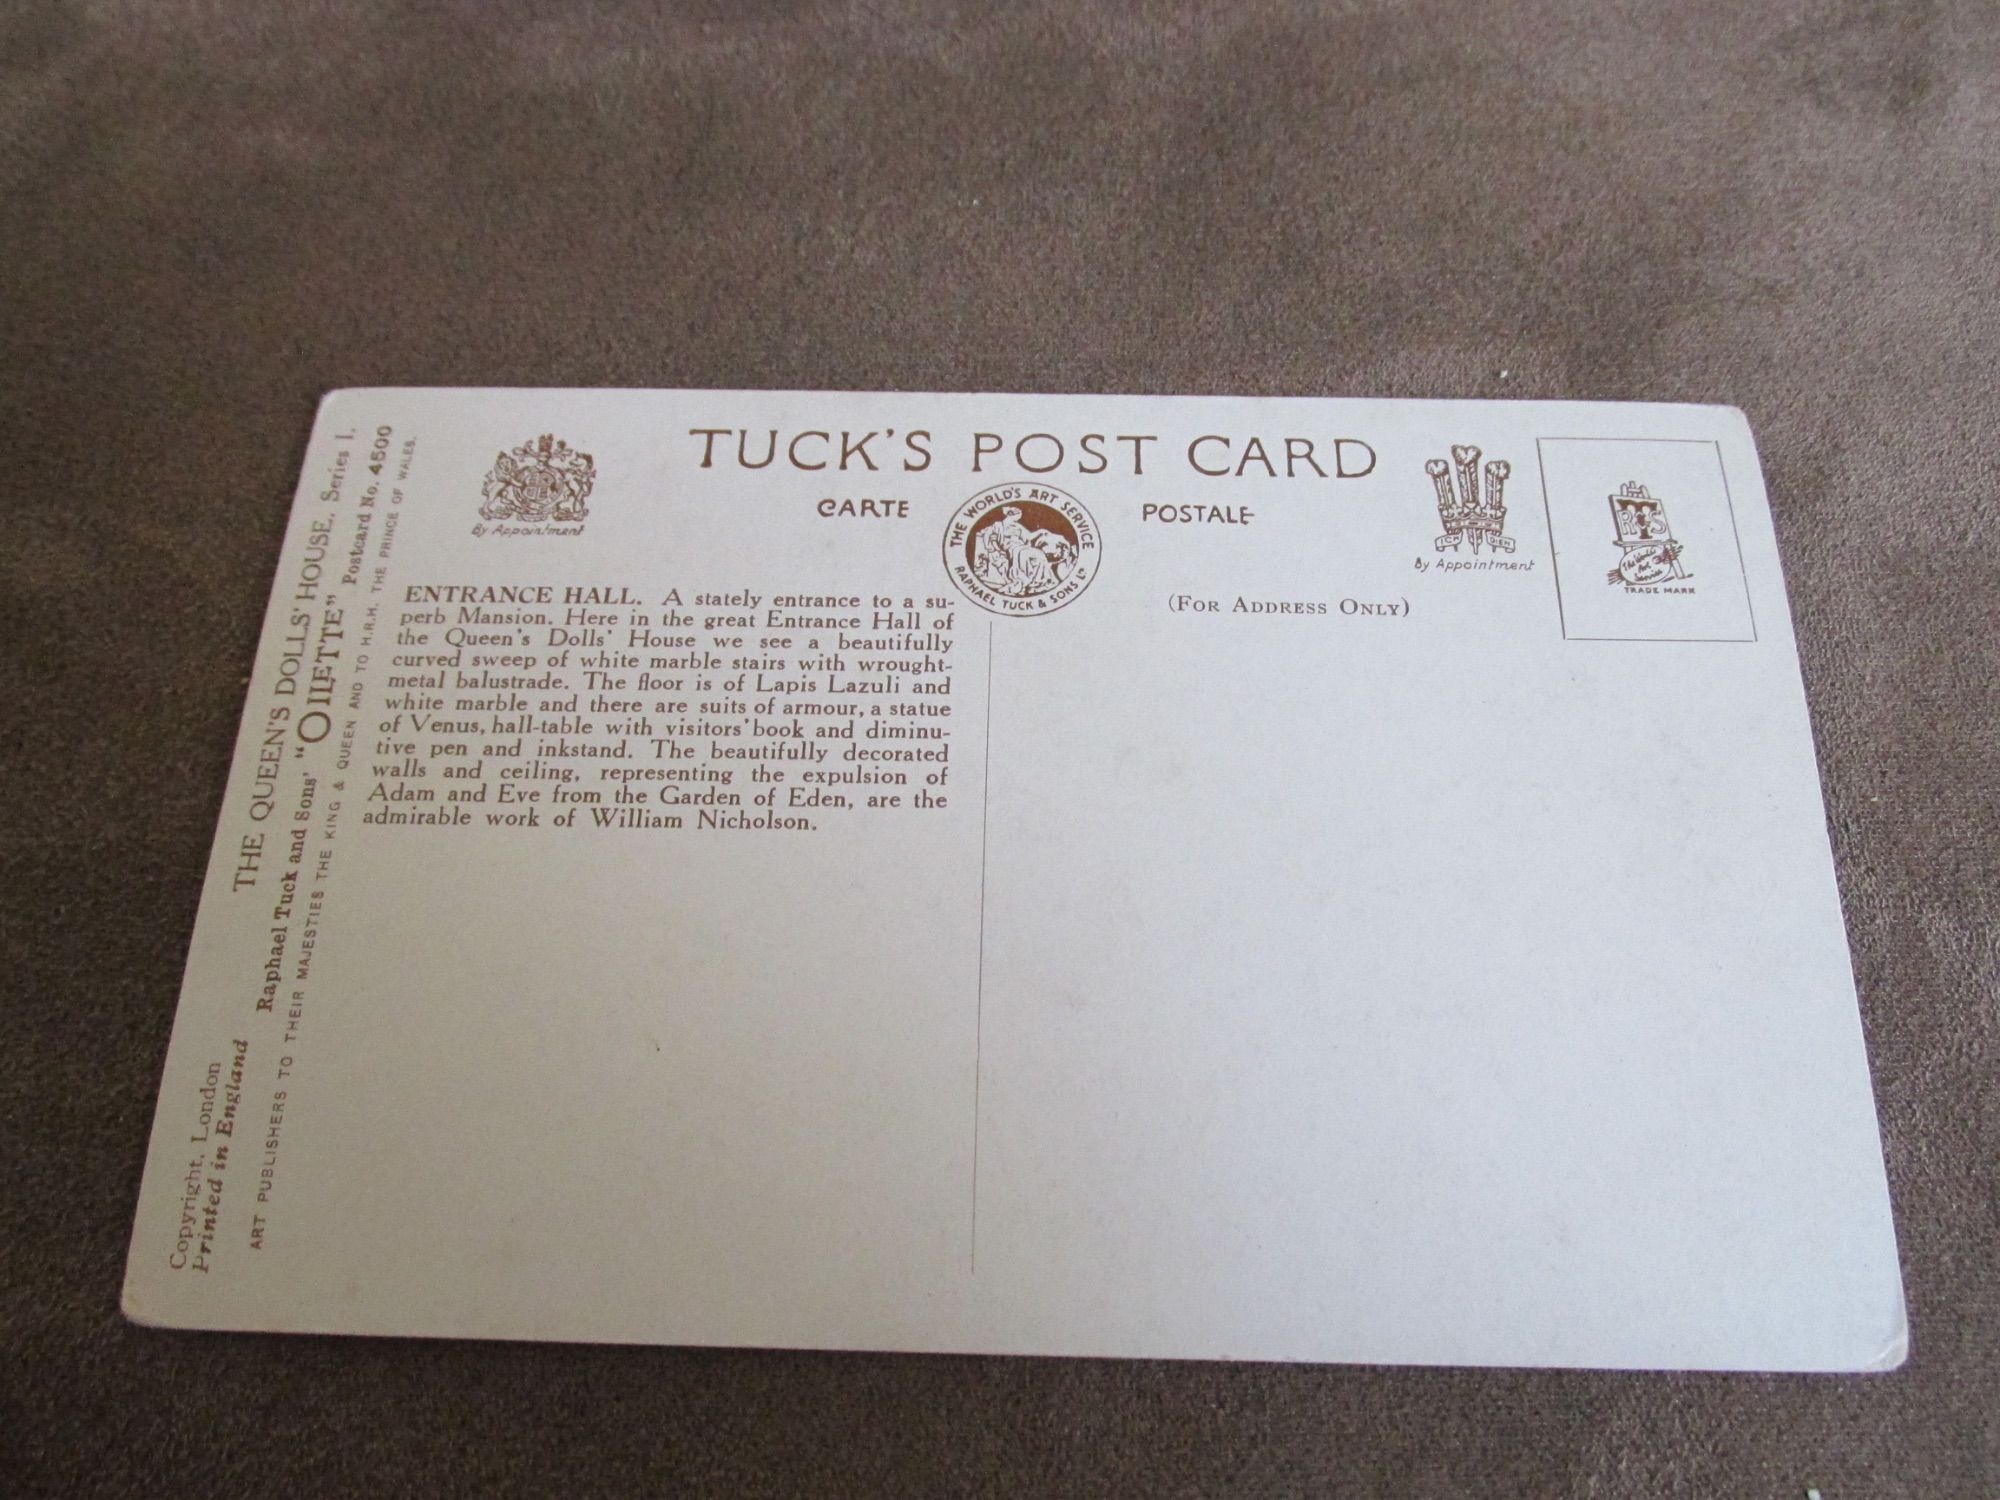 TUCK'S POST CARD
CARTE POSTALE
By Appointment
THE WORLD'S ART SERVICE
RAPHAEL TUCK & SONS LTD
ICH DIEN
By Appointment
RTS
The World's Art Service
TRADE MARK
(FOR ADDRESS ONLY)
ENTRANCE HALL. A stately entrance to a su-
perb Mansion. Here in the great Entrance Hall of
the Queen's Dolls' House we see a beautifully
curved sweep of white marble stairs with wrought-
metal balustrade. The floor is of Lapis Lazuli and
white marble and there are suits of armour, a statue
of Venus, hall-table with visitors' book and diminu-
tive pen and inkstand. The beautifully decorated
walls and ceiling, representing the expulsion of
Adam and Eve from the Garden of Eden, are the
admirable work of William Nicholson.
Copyright, London
Printed in England
THE QUEEN'S DOLLS' HOUSE, Series I.
Raphael Tuck and Sons' "OILETTE" Postcard No. 4500
ART PUBLISHERS TO THEIR MAJESTIES THE KING & QUEEN AND TO H.R.H. THE PRINCE OF WALES.